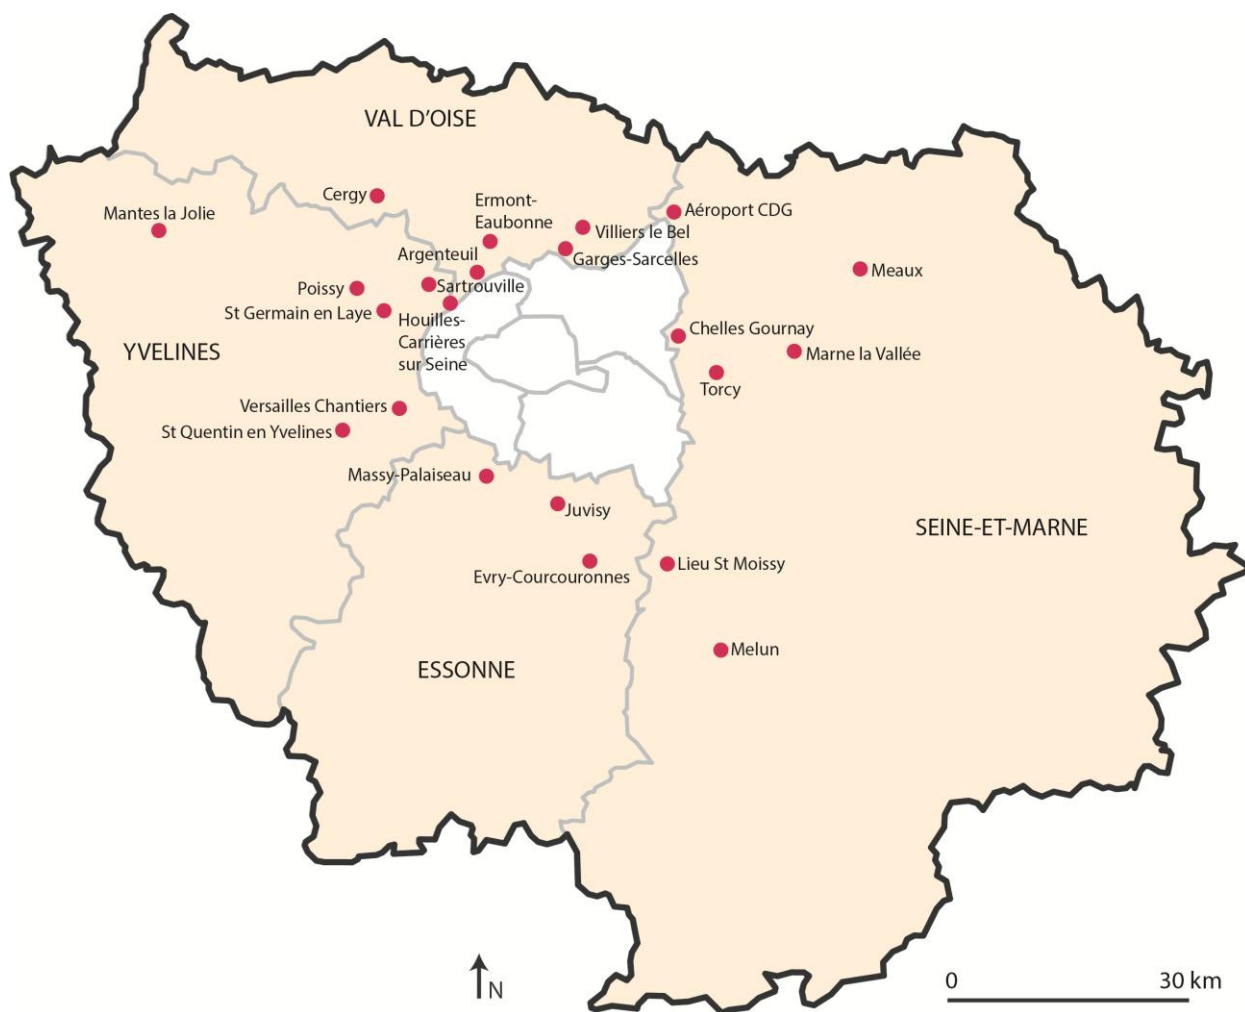 VAL D'OISE
Cergy
Ermont-
Eaubonne
Aéroport CDG
Mantes la Jolie
Villiers le Bel
Argenteuil
Garges-Sarcelles
Meaux
Poissy
Sartrouville
St Germain en Laye
Houilles-
Carrières
sur Seine
Chelles Gournay
YVELINES
Marne la Vallée
Torcy
Versailles Chantiers
St Quentin en Yvelines
Massy-Palaiseau
Juvisy
SEINE-ET-MARNE
Evry-Courcouronnes
Lieu St Moissy
Melun
ESSONNE
N
0 30 km